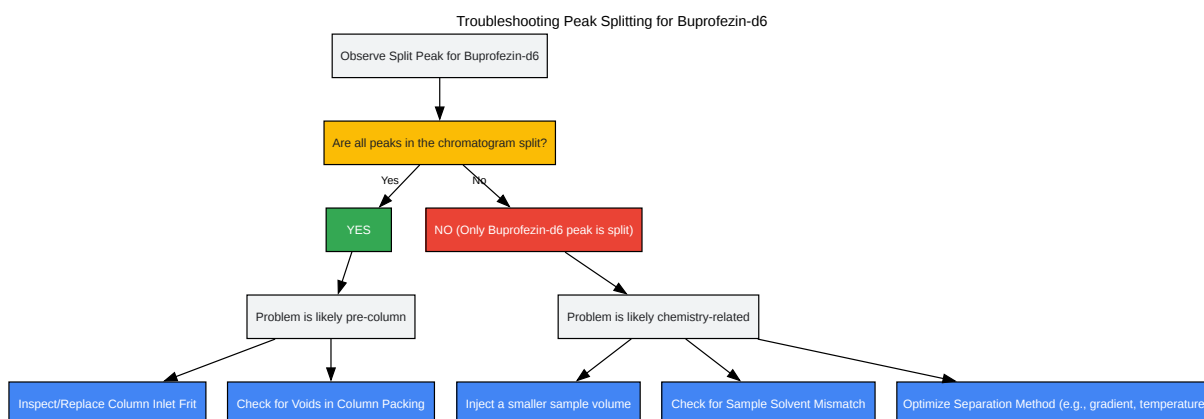 Troubleshooting Peak Splitting for Buprofezin-d6
Observe Split Peak for Buprofezin-d6
Are all peaks in the chromatogram split?
Yes
No
YES
NO (Only Buprofezin-d6 peak is split)
Problem is likely pre-column
Problem is likely chemistry-related
Inspect/Replace Column Inlet Frit
Check for Voids in Column Packing
Inject a smaller sample volume
Check for Sample Solvent Mismatch
Optimize Separation Method (e.g., gradient, temperatur